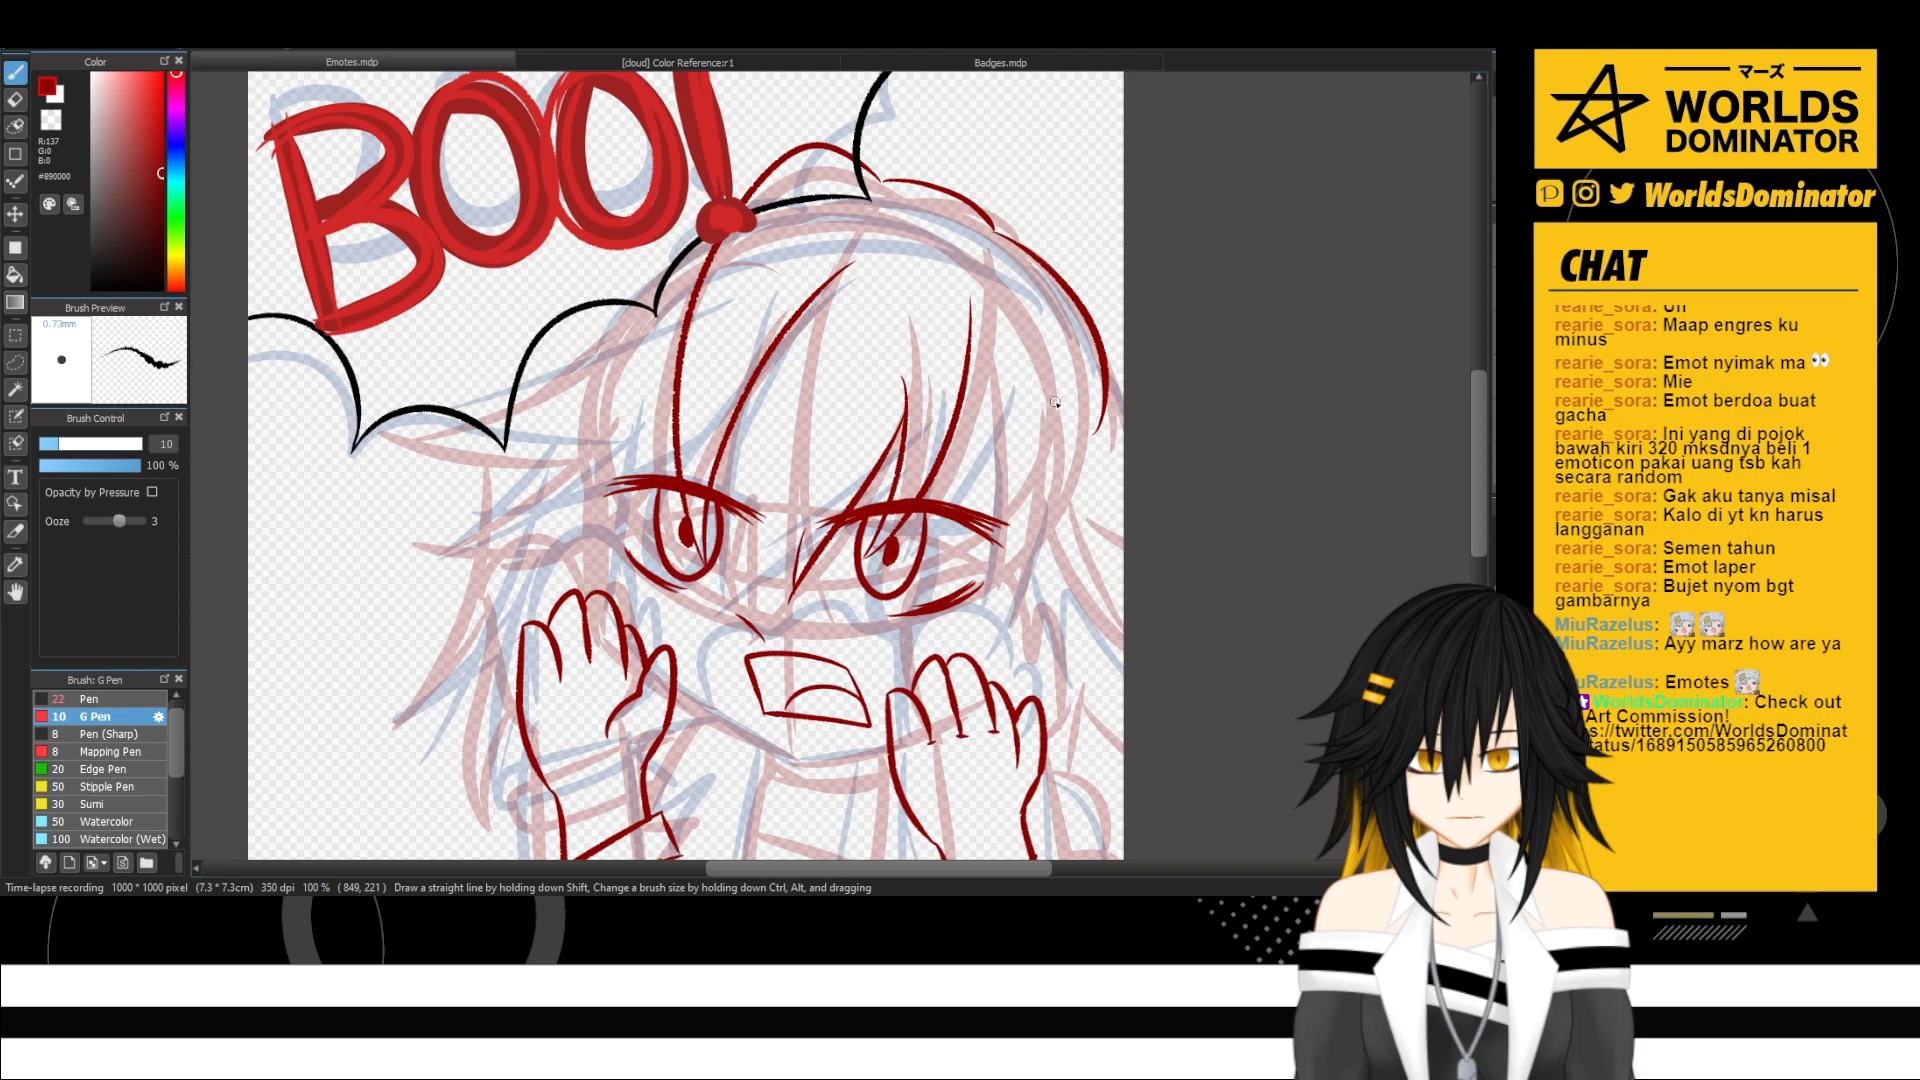 Color
Emotes.mdp
[cloud] Color Reference:r1
Badges.mdp
R:137
G:0
B:0
#890000
Brush Preview
0.73mm
Brush Control
10
100 %
Opacity by Pressure
Ooze 3
Brush: G Pen
22 Pen
10 G Pen
8 Pen (Sharp)
8 Mapping Pen
20 Edge Pen
50 Stipple Pen
30 Sumi
50 Watercolor
100 Watercolor (Wet)
Time-lapse recording 1000 * 1000 pixel (7.3 * 7.3cm) 350 dpi 100 % ( 849, 221 ) Draw a straight line by holding down Shift, Change a brush size by holding down Ctrl, Alt, and dragging
BOO!
マーズ
WORLDS
DOMINATOR
WorldsDominator
CHAT
rearie_sora: Uh
rearie_sora: Maap engres ku
minus
rearie_sora: Emot nyimak ma 👀
rearie_sora: Mie
rearie_sora: Emot berdoa buat
gacha
rearie_sora: Ini yang di pojok
bawah kiri 320 mksdnya beli 1
emoticon pakai uang tsb kah
secara random
rearie_sora: Gak aku tanya misal
rearie_sora: Kalo di yt kn harus
langganan
rearie_sora: Semen tahun
rearie_sora: Emot laper
rearie_sora: Bujet nyom bgt
gambarnya
MiuRazelus:
MiuRazelus: Ayy marz how are ya
uRazelus: Emotes
WorldsDominator: Check out
Art Commission!
s://twitter.com/WorldsDominat
tatus/1689150585965260800